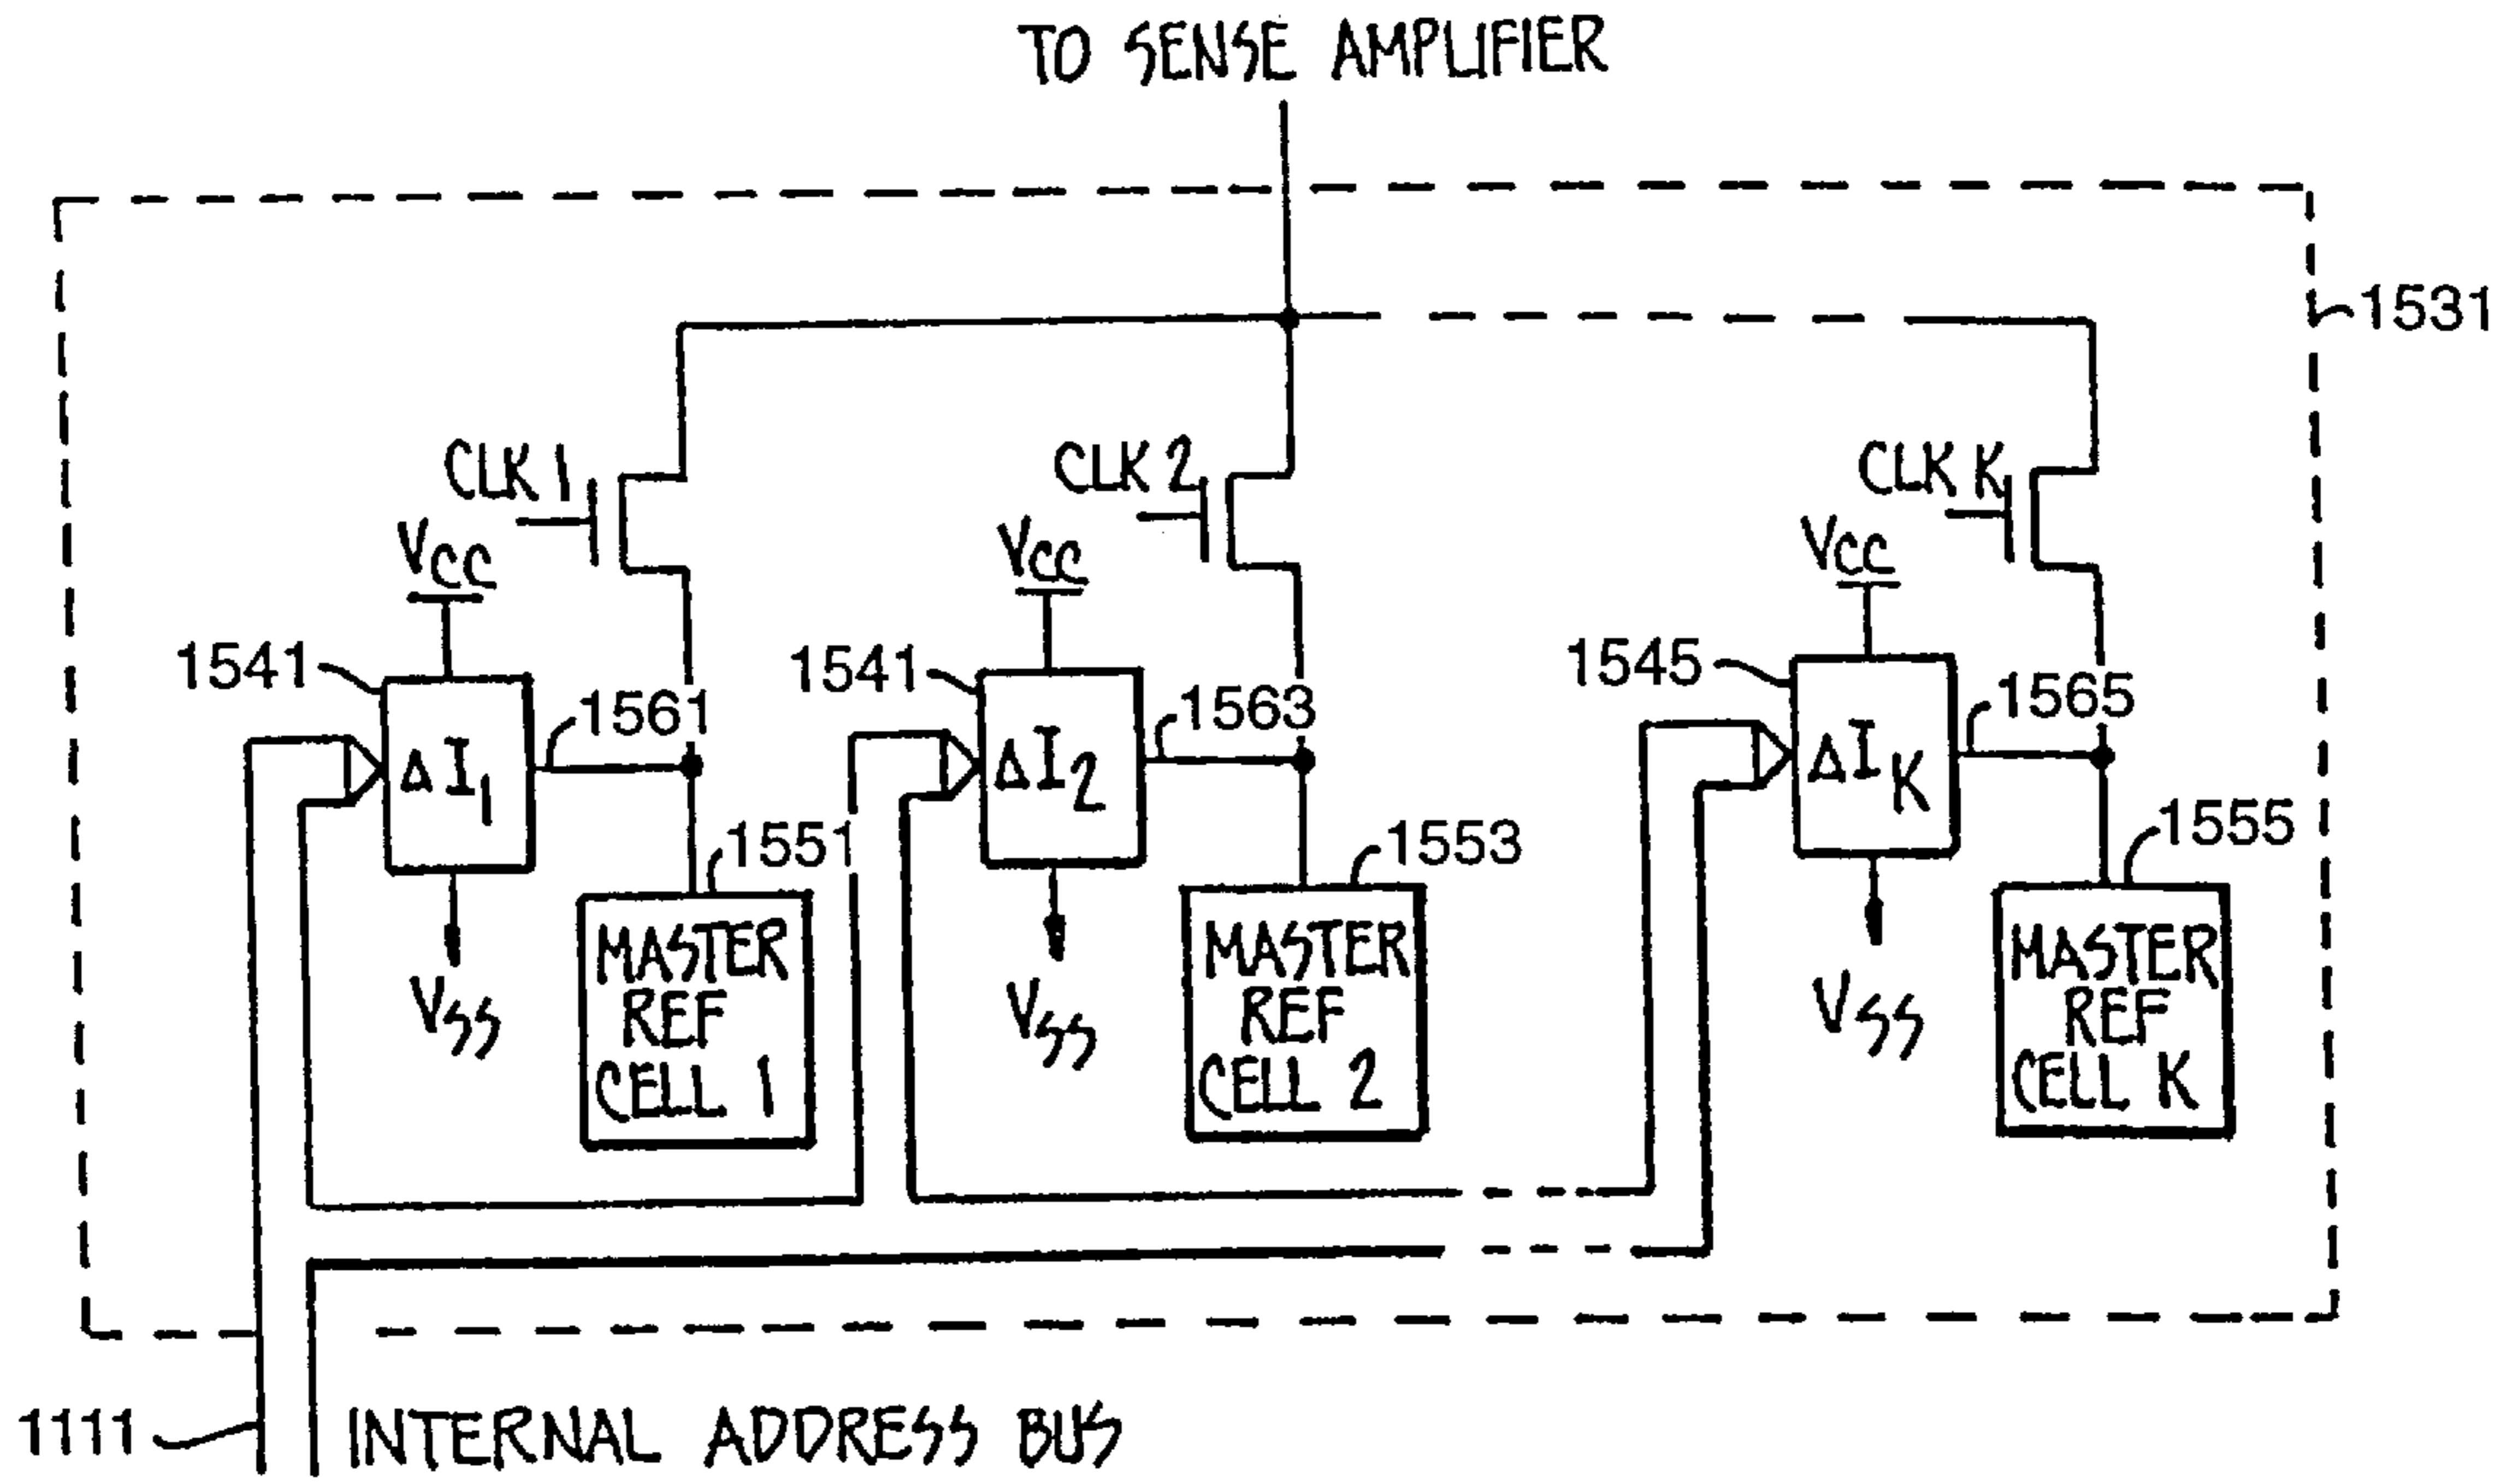 TO SENSE AMPLIFIER
1531
CLK 1
CLK 2
CLK K
VCC
VCC
VCC
1541
1541
1545
1561
1563
1565
ΔI1
ΔI2
ΔIK
1551
1553
1555
VSS
VSS
VSS
MASTER
REF
CELL 1
MASTER
REF
CELL 2
MASTER
REF
CELL K
1111
INTERNAL ADDRESS BUS